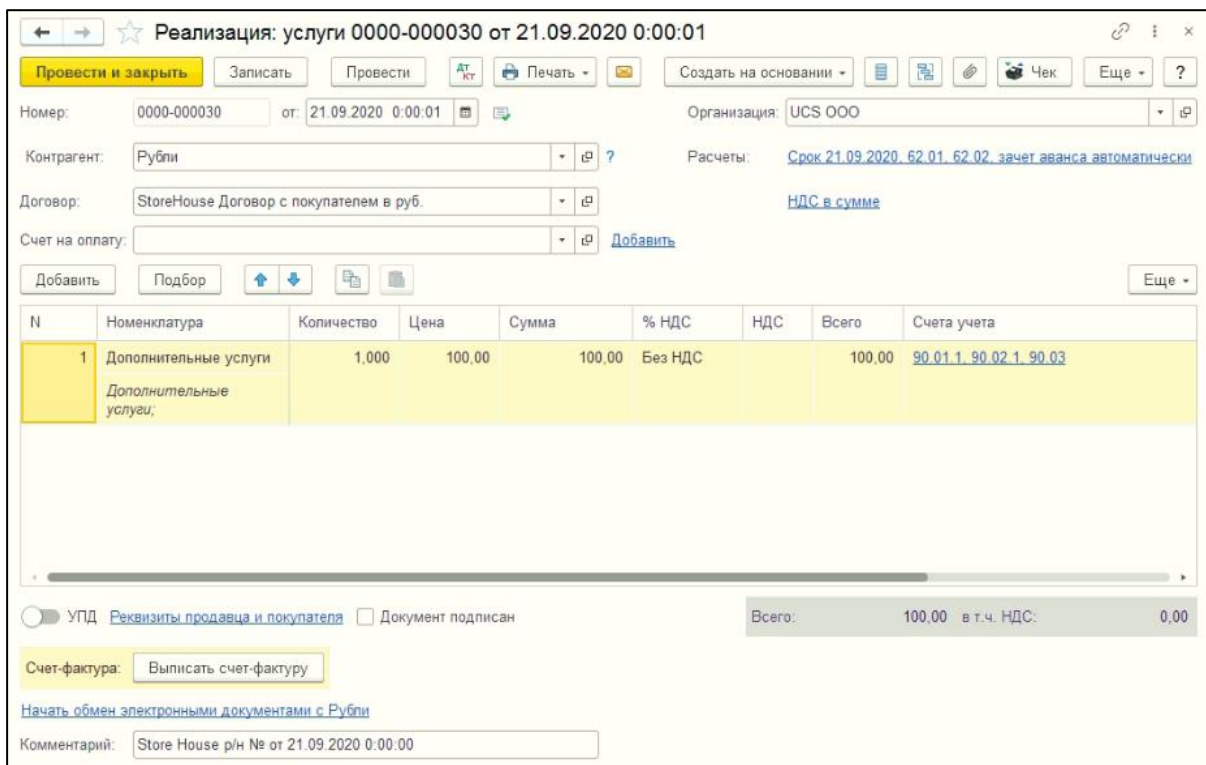 Реализация: услуги 0000-000030 от 21.09.2020 0:00:01
Провести и закрыть Записать Провести Дт Кт Печать Создать на основании Чек Еще ?
Номер: 0000-000030 от: 21.09.2020 0:00:01 Организация: UCS ООО
Контрагент: Рубли ? Расчеты: Срок 21.09.2020, 62.01, 62.02, зачет аванса автоматически
Договор: StoreHouse Договор с покупателем в руб. НДС в сумме
Счет на оплату: Добавить
Добавить Подбор Еще
N Номенклатура Количество Цена Сумма % НДС НДС Всего Счета учета
1 Дополнительные услуги 1,000 100,00 100,00 Без НДС 100,00 90.01.1, 90.02.1, 90.03
Дополнительные
услуги;
УПД Реквизиты продавца и покупателя Документ подписан Всего: 100,00 в т.ч. НДС: 0,00
Счет-фактура: Выписать счет-фактуру
Начать обмен электронными документами с Рубли
Комментарий: Store House р/н № от 21.09.2020 0:00:00